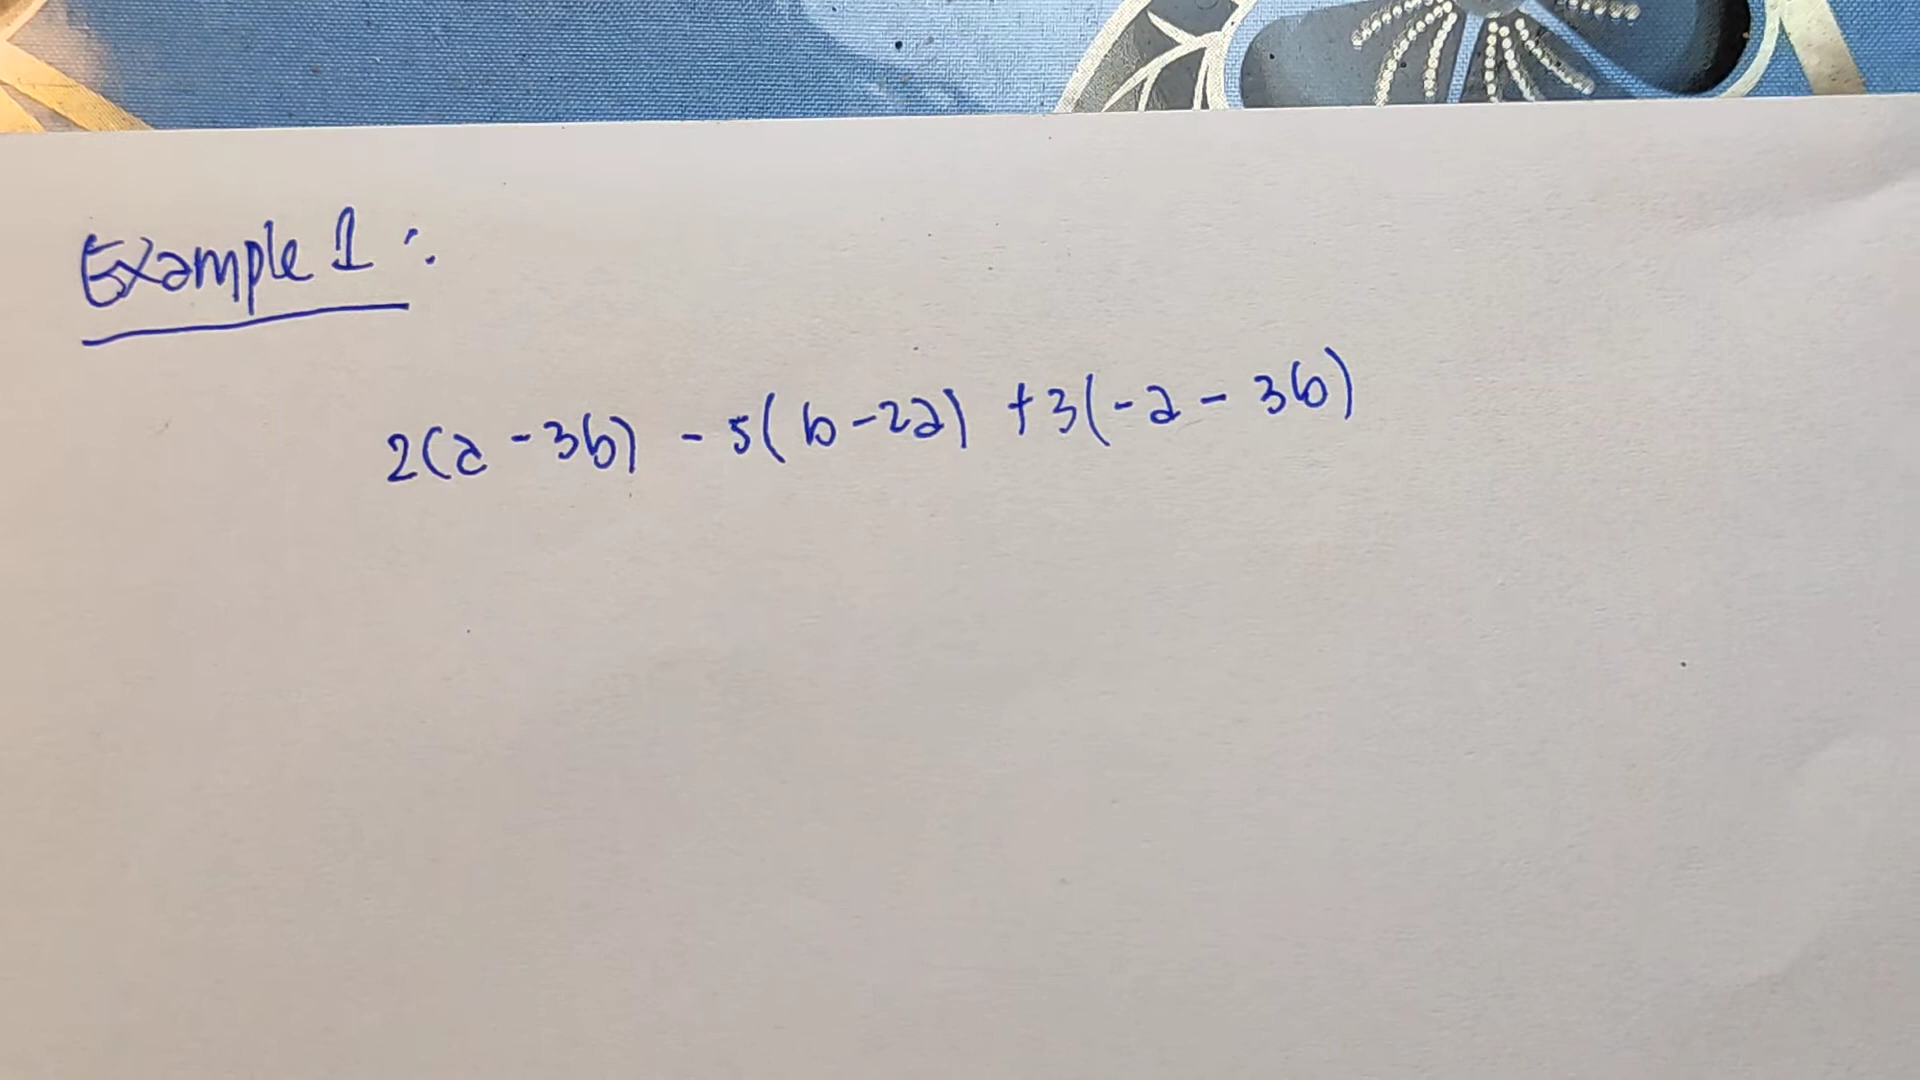 Example 1 :
2(a - 3b) - 5( b - 2a) + 3(-a - 3b)